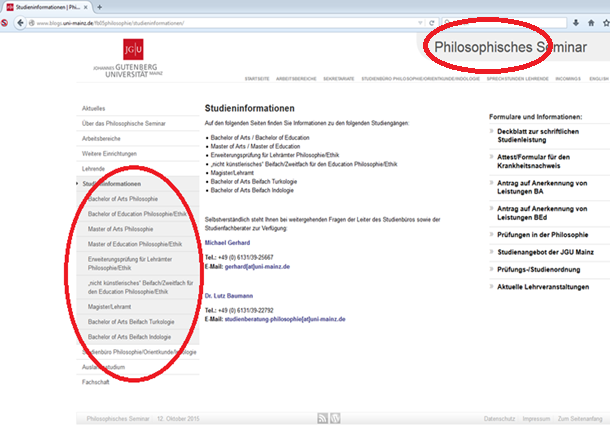 Studieninformationen | Ph...
www.blogs.uni-mainz.de/fb05philosophie/studieninformationen/
JG|U
JOHANNES GUTENBERG
UNIVERSITÄT MAINZ
Philosophisches Seminar
STARTSEITE ARBEITSBEREICHE SEKRETARIATE STUDIENBÜRO PHILOSOPHIE/ORIENTKUNDE/INDOLOGIE SPRECHSTUNDEN LEHRENDE INCOMINGS ENGLISH
Aktuelles
Über das Philosophische Seminar
Arbeitsbereiche
Weitere Einrichtungen
Lehrende
Studieninformationen
Bachelor of Arts Philosophie
Bachelor of Education Philosophie/Ethik
Master of Arts Philosophie
Master of Education Philosophie/Ethik
Erweiterungsprüfung für Lehrämter
Philosophie/Ethik
„nicht künstlerisches" Beifach/Zweitfach für
den Education Philosophie/Ethik
Magister/Lehramt
Bachelor of Arts Beifach Turkologie
Bachelor of Arts Beifach Indologie
Studienbüro Philosophie/Orientkunde/Indologie
Auslandsstudium
Fachschaft
Studieninformationen
Auf den folgenden Seiten finden Sie Informationen zu den folgenden Studiengängen:
Bachelor of Arts / Bachelor of Education
Master of Arts / Master of Education
Erweiterungsprüfung für Lehrämter Philosophie/Ethik
„nicht künstlerisches" Beifach/Zweitfach für den Education Philosophie/Ethik
Magister/Lehramt
Bachelor of Arts Beifach Turkologie
Bachelor of Arts Beifach Indologie
Selbstverständlich steht Ihnen bei weitergehenden Fragen der Leiter des Studienbüros sowie die
Studienfachberater zur Verfügung:
Michael Gerhard
Tel.: +49 (0) 6131/39-25667
E-Mail: gerhard[at]uni-mainz.de
Dr. Lutz Baumann
Tel.: +49 (0) 6131/39-22792
E-Mail: studienberatung-philosophie[at]uni-mainz.de
Formulare und Informationen:
Deckblatt zur schriftlichen
Studienleistung
Attest/Formular für den
Krankheitsnachweis
Antrag auf Anerkennung von
Leistungen BA
Antrag auf Anerkennung von
Leistungen BEd
Prüfungen in der Philosophie
Studienangebot der JGU Mainz
Prüfungs-/Studienordnung
Aktuelle Lehrveranstaltungen
Philosophisches Seminar 12. Oktober 2015
Datenschutz Impressum Zum Seitenanfang